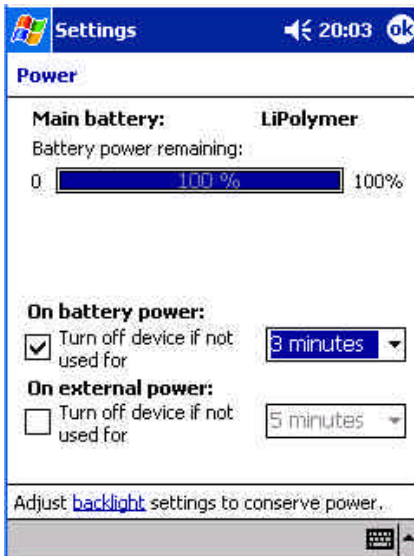 Settings 20:03 ok
Power
Main battery: LiPolymer
Battery power remaining:
0 100 % 100%
On battery power:
Turn off device if not
used for
3 minutes
On external power:
Turn off device if not
used for
5 minutes
Adjust backlight settings to conserve power.